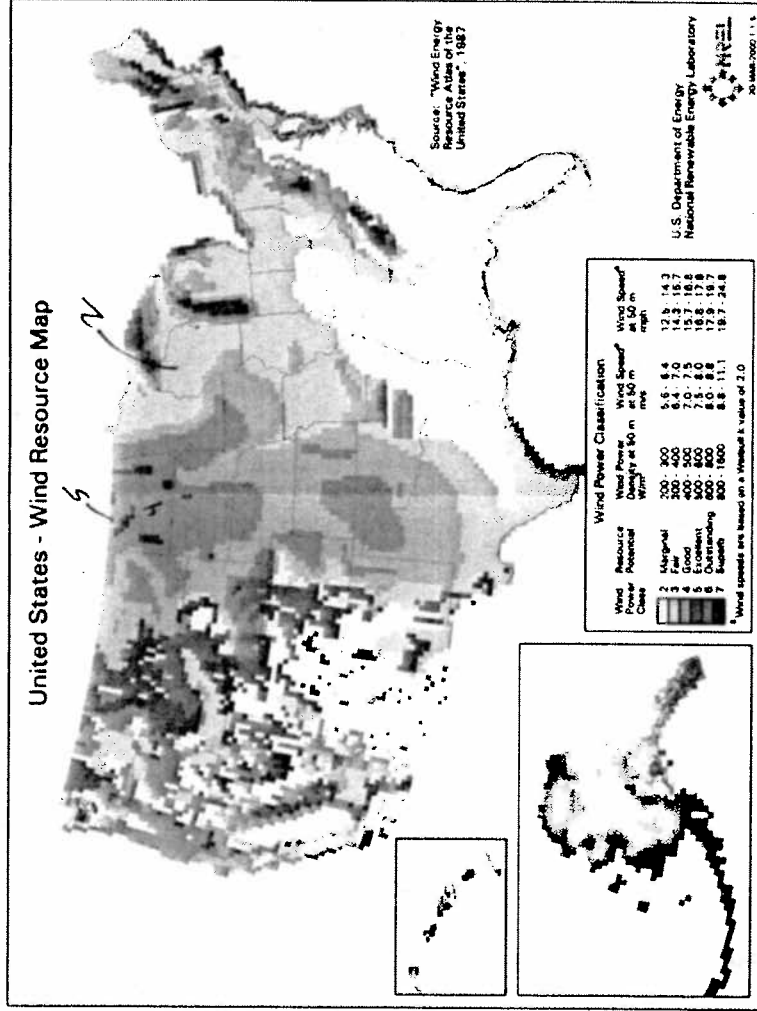 United States - Wind Resource Map
5
2
Source: "Wind Energy
Resource Atlas of the
United States", 1987
Wind Power Classification
Wind Power Class Resource Potential Wind Power Density at 50 m W/m² Wind Speedª at 50 m m/s Wind Speedª at 50 m mph
2 Marginal 200 - 300 5.6 - 6.4 12.5 - 14.3
3 Fair 300 - 400 6.4 - 7.0 14.3 - 15.7
4 Good 400 - 500 7.0 - 7.5 15.7 - 16.8
5 Excellent 500 - 600 7.5 - 8.0 16.8 - 17.9
6 Outstanding 600 - 800 8.0 - 8.8 17.9 - 19.7
7 Superb 800 - 1600 8.8 - 11.1 19.7 - 24.8
ª Wind speeds are based on a Weibull k value of 2.0
U.S. Department of Energy
National Renewable Energy Laboratory
NREL